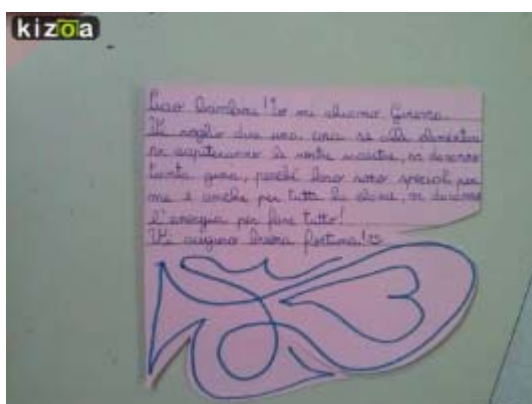 kizoa
Ciao bambini! Io mi chiamo Ginevra.
Vi voglio dire una cosa se alle elementari
vi capiteranno le nostre maestre, vi daranno
tanta gioia, perché loro sono speciali per
me e anche per tutta la classe, vi daranno
l'energia per fare tutto!
Vi auguro buona fortuna!